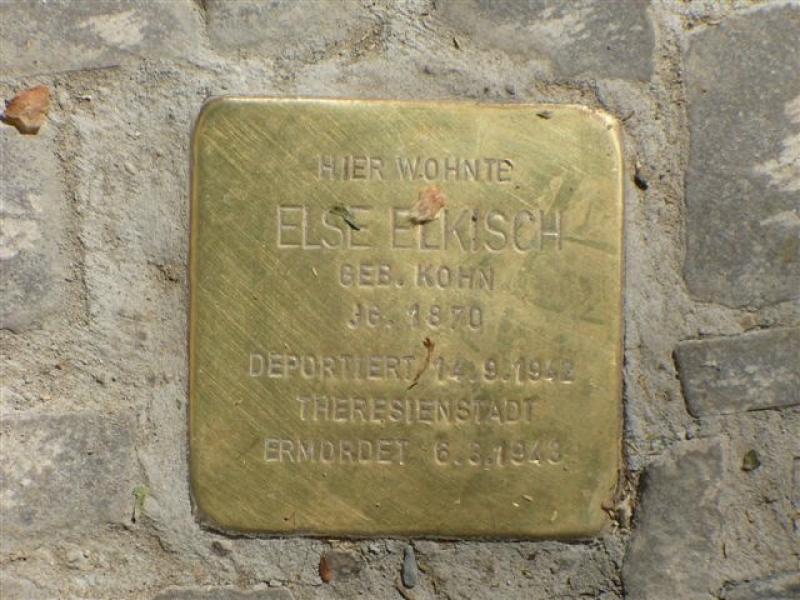 HIER WOHNTE
ELSE ELKISCH
GEB. KOHN
JG. 1870
DEPORTIERT 14.9.1942
THERESIENSTADT
ERMORDET 6.3.1943